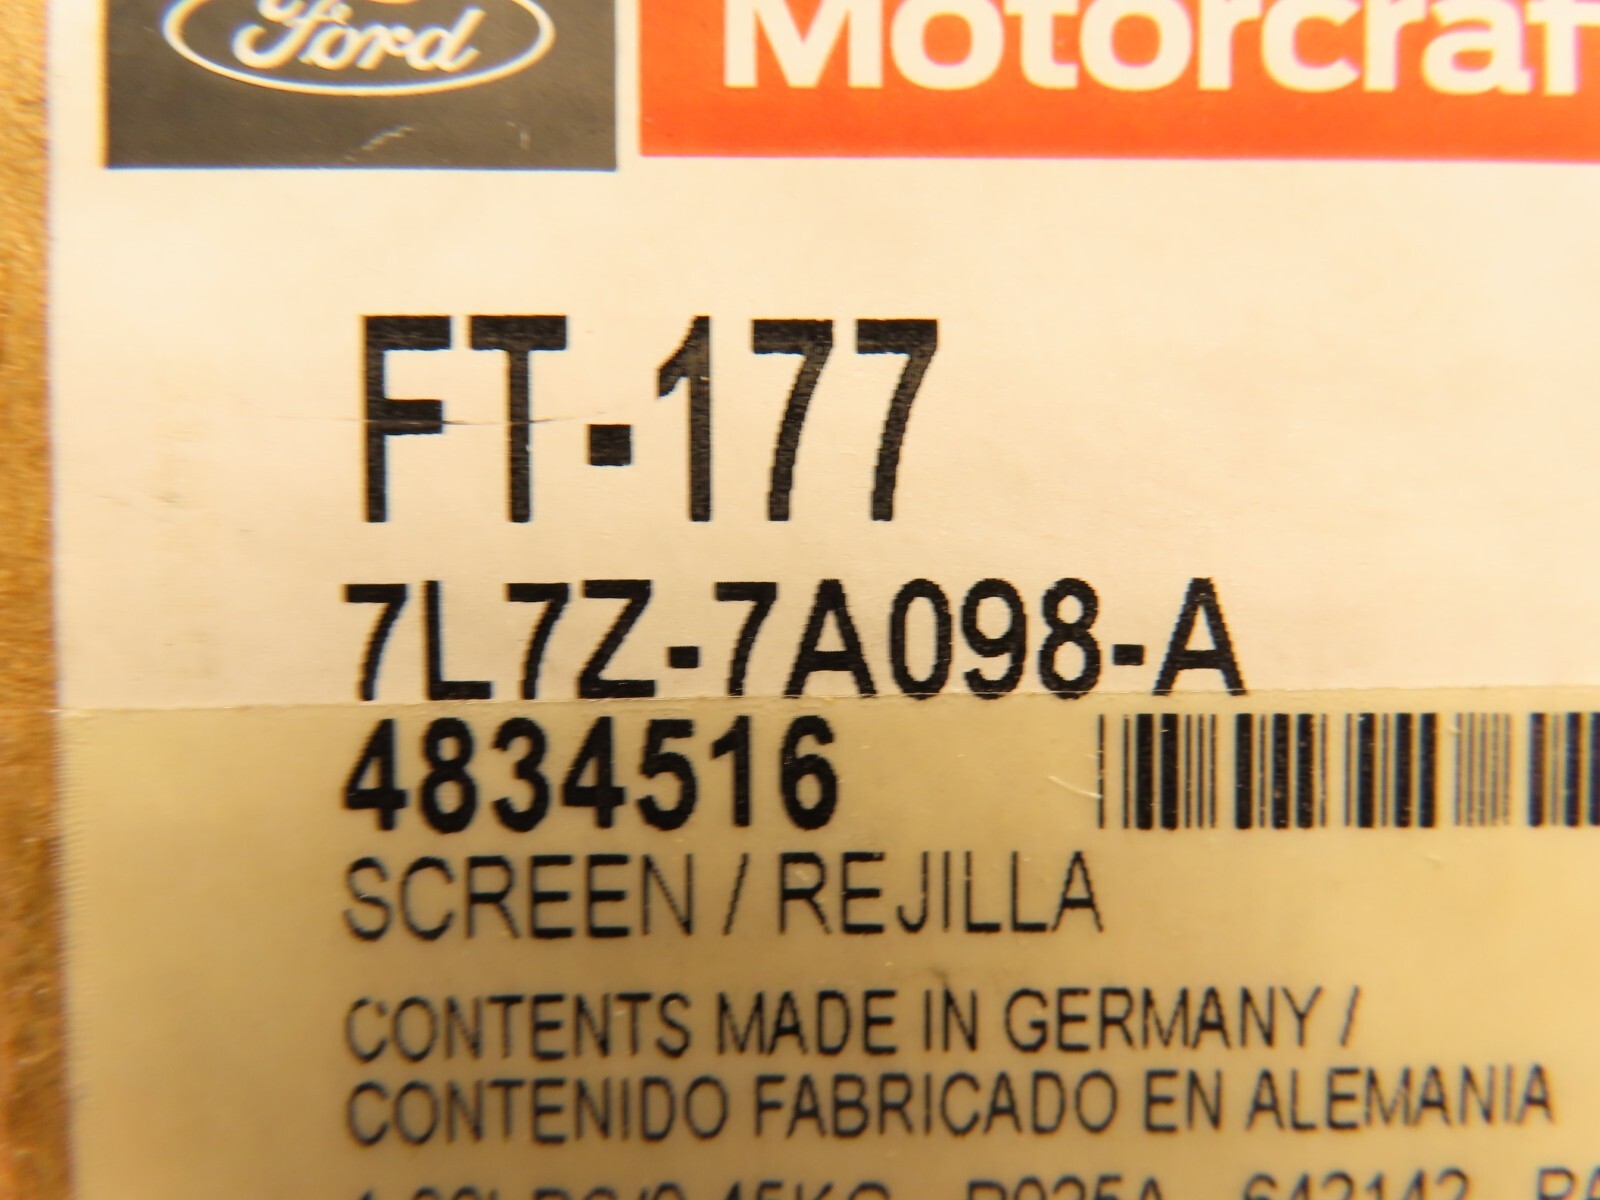 Ford Motorcraf
FT-177
7L7Z-7A098-A
4834516
SCREEN / REJILLA
CONTENTS MADE IN GERMANY /
CONTENIDO FABRICADO EN ALEMANIA